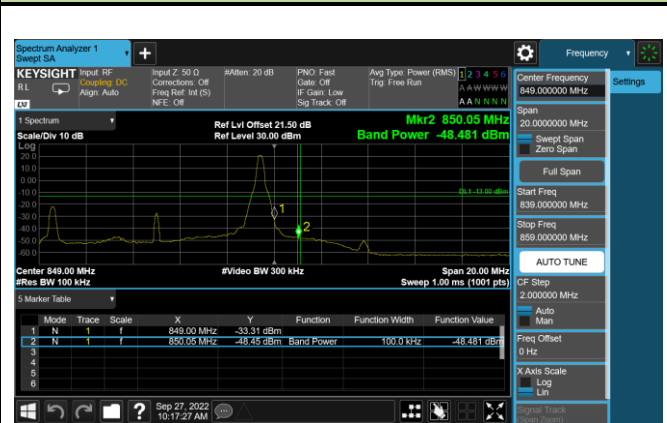 Spectrum Analyzer 1
Swept SA
+
Frequency
KEYSIGHT
RL
LXI
Input: RF
Coupling: DC
Align: Auto
Input Z: 50 Ω
Corrections: Off
Freq Ref: Int (S)
NFE: Off
#Atten: 20 dB
PNO: Fast
Gate: Off
IF Gain: Low
Sig Track: Off
Avg Type: Power (RMS)
Trig: Free Run
1 2 3 4 5 6
A A W W W W
A A N N N N
1 Spectrum
Scale/Div 10 dB
Ref Lvl Offset 21.50 dB
Ref Level 30.00 dBm
Mkr2 850.05 MHz
Band Power -48.481 dBm
Log
20.0
10.0
0.00
-10.0
-20.0
-30.0
-40.0
-50.0
-60.0
DL1 -13.00 dBm
1
2
Center 849.00 MHz
#Res BW 100 kHz
#Video BW 300 kHz
Span 20.00 MHz
Sweep 1.00 ms (1001 pts)
5 Marker Table
Mode Trace Scale X Y Function Function Width Function Value
1 N 1 f 849.00 MHz -33.31 dBm
2 N 1 f 850.05 MHz -48.45 dBm Band Power 100.0 kHz -48.481 dBm
3
4
5
6
Sep 27, 2022
10:17:27 AM
?
Settings
Center Frequency
849.000000 MHz
Span
20.0000000 MHz
Swept Span
Zero Span
Full Span
Start Freq
839.000000 MHz
Stop Freq
859.000000 MHz
AUTO TUNE
CF Step
2.000000 MHz
Auto
Man
Freq Offset
0 Hz
X Axis Scale
Log
Lin
Signal Track
(Span Zoom)